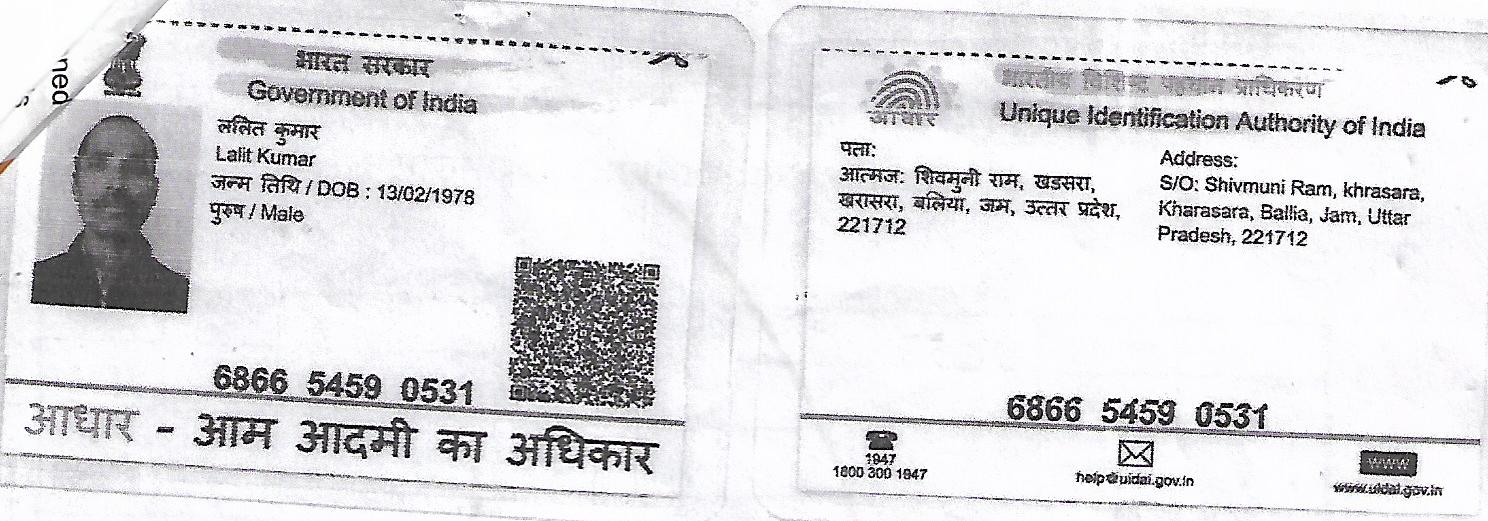 ned
भारत सरकार
Government of India
ललित कुमार
Lalit Kumar
जन्म तिथि / DOB : 13/02/1978
पुरुष / Male
6866 5459 0531
आधार - आम आदमी का अधिकार
भारतीय विशिष्ट पहचान प्राधिकरण
Unique Identification Authority of India
आधार
पता:
आत्मज: शिवमुनी राम, खडसरा,
खरासरा, बलिया, जम, उत्तर प्रदेश,
221712
Address:
S/O: Shivmuni Ram, khrasara,
Kharasara, Ballia, Jam, Uttar
Pradesh, 221712
6866 5459 0531
1947
1800 300 1947
help@uidai.gov.in
www
www.uidai.gov.in